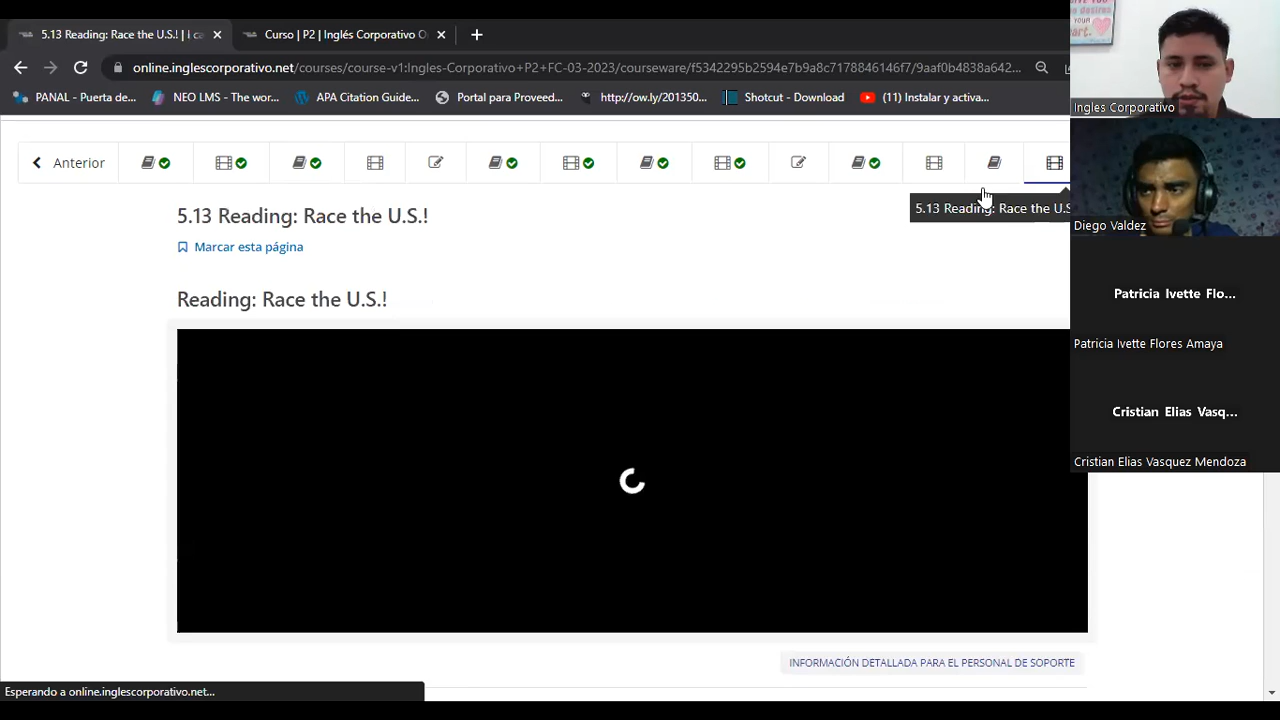 5.13 Reading: Race the U.S.! | i c
Curso | P2 | Inglés Corporativo O
online.inglescorporativo.net/courses/course-v1:Ingles-Co... P2+FC-03-2023/courseware/f5342295b2594e7b9a8c7178846146f7/9aaf0b4838a642...
PANAL - Puerta de...
NEO LMS - The wor...
APA Citation Guide...
Portal para Proveed...
http://ow.ly/201350...
Shotcut - Download
(11) Instalar y activa...
Anterior
5.13 Reading: Race the U.S.!
5.13 Reading: Race the U.S
Marcar esta página
Reading: Race the U.S.!
INFORMACIÓN DETALLADA PARA EL PERSONAL DE SOPORTE
Esperando a online.inglescorporativo.net...
Ingles Corporativo
Diego Valdez
Patricia Ivette Flo...
Patricia Ivette Flores Amaya
Cristian Elias Vasq...
Cristian Elias Vasquez Mendoza